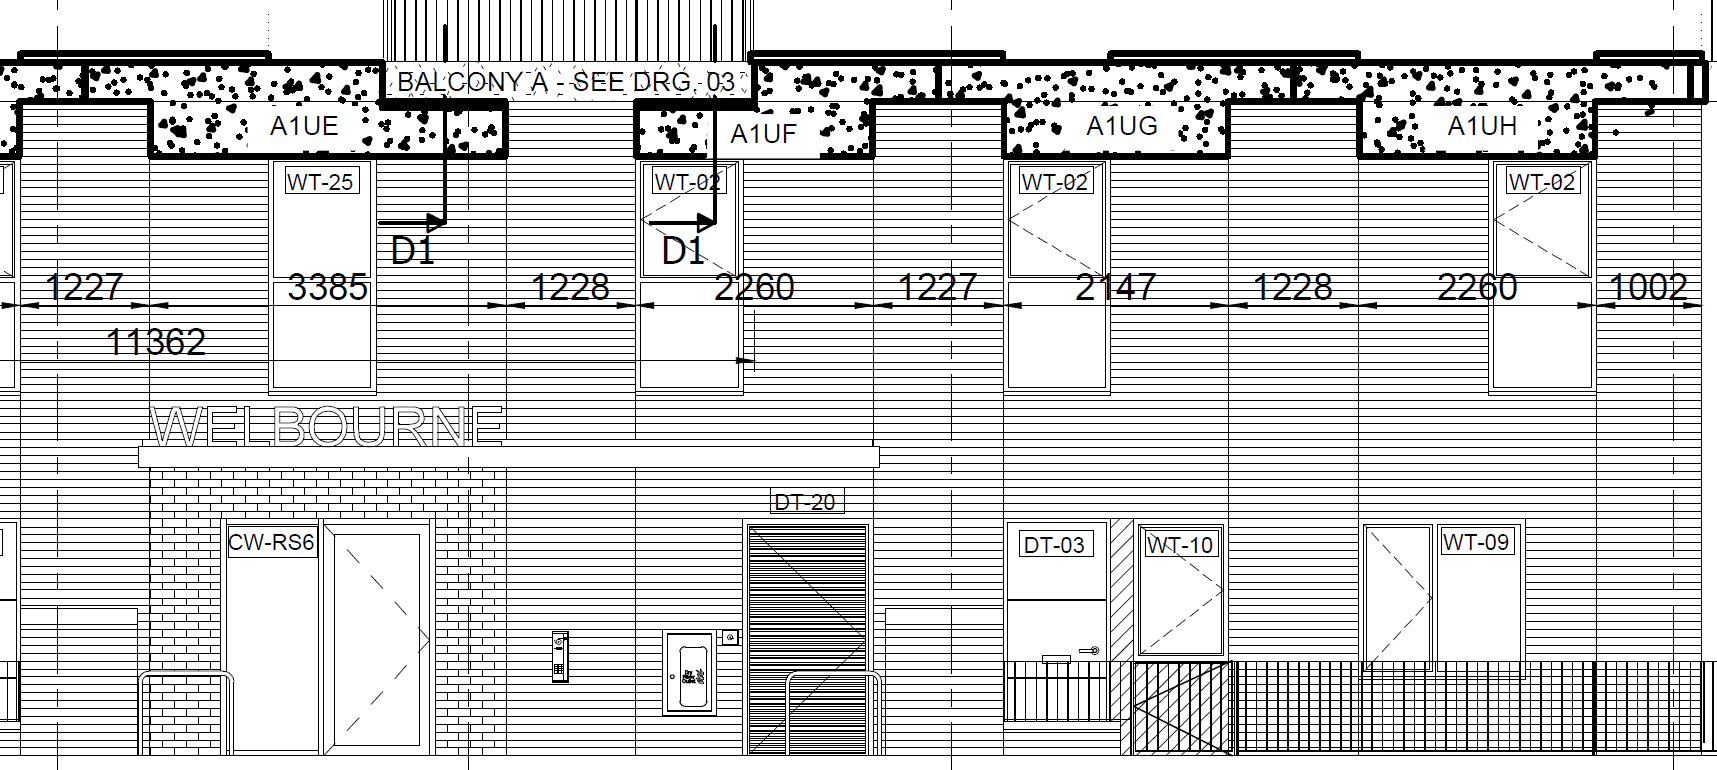 BALCONY A - SEE DRG. 03
A1UE
A1UF
A1UG
A1UH
WT-25
WT-02
WT-02
WT-02
D1
D1
1227
3385
1228
2260
1227
2147
1228
2260
1002
11362
WELBOURNE
DT-20
CW-RS6
DT-03
WT-10
WT-09